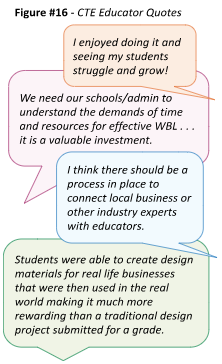 Figure #16 - CTE Educator Quotes
I enjoyed doing it and
seeing my students
struggle and grow!
We need our schools/admin to
understand the demands of time
and resources for effective WBL . . .
it is a valuable investment.
I think there should be a
process in place to
connect local business or
other industry experts
with educators.
Students were able to create design
materials for real life businesses
that were then used in the real
world making it much more
rewarding than a traditional design
project submitted for a grade.